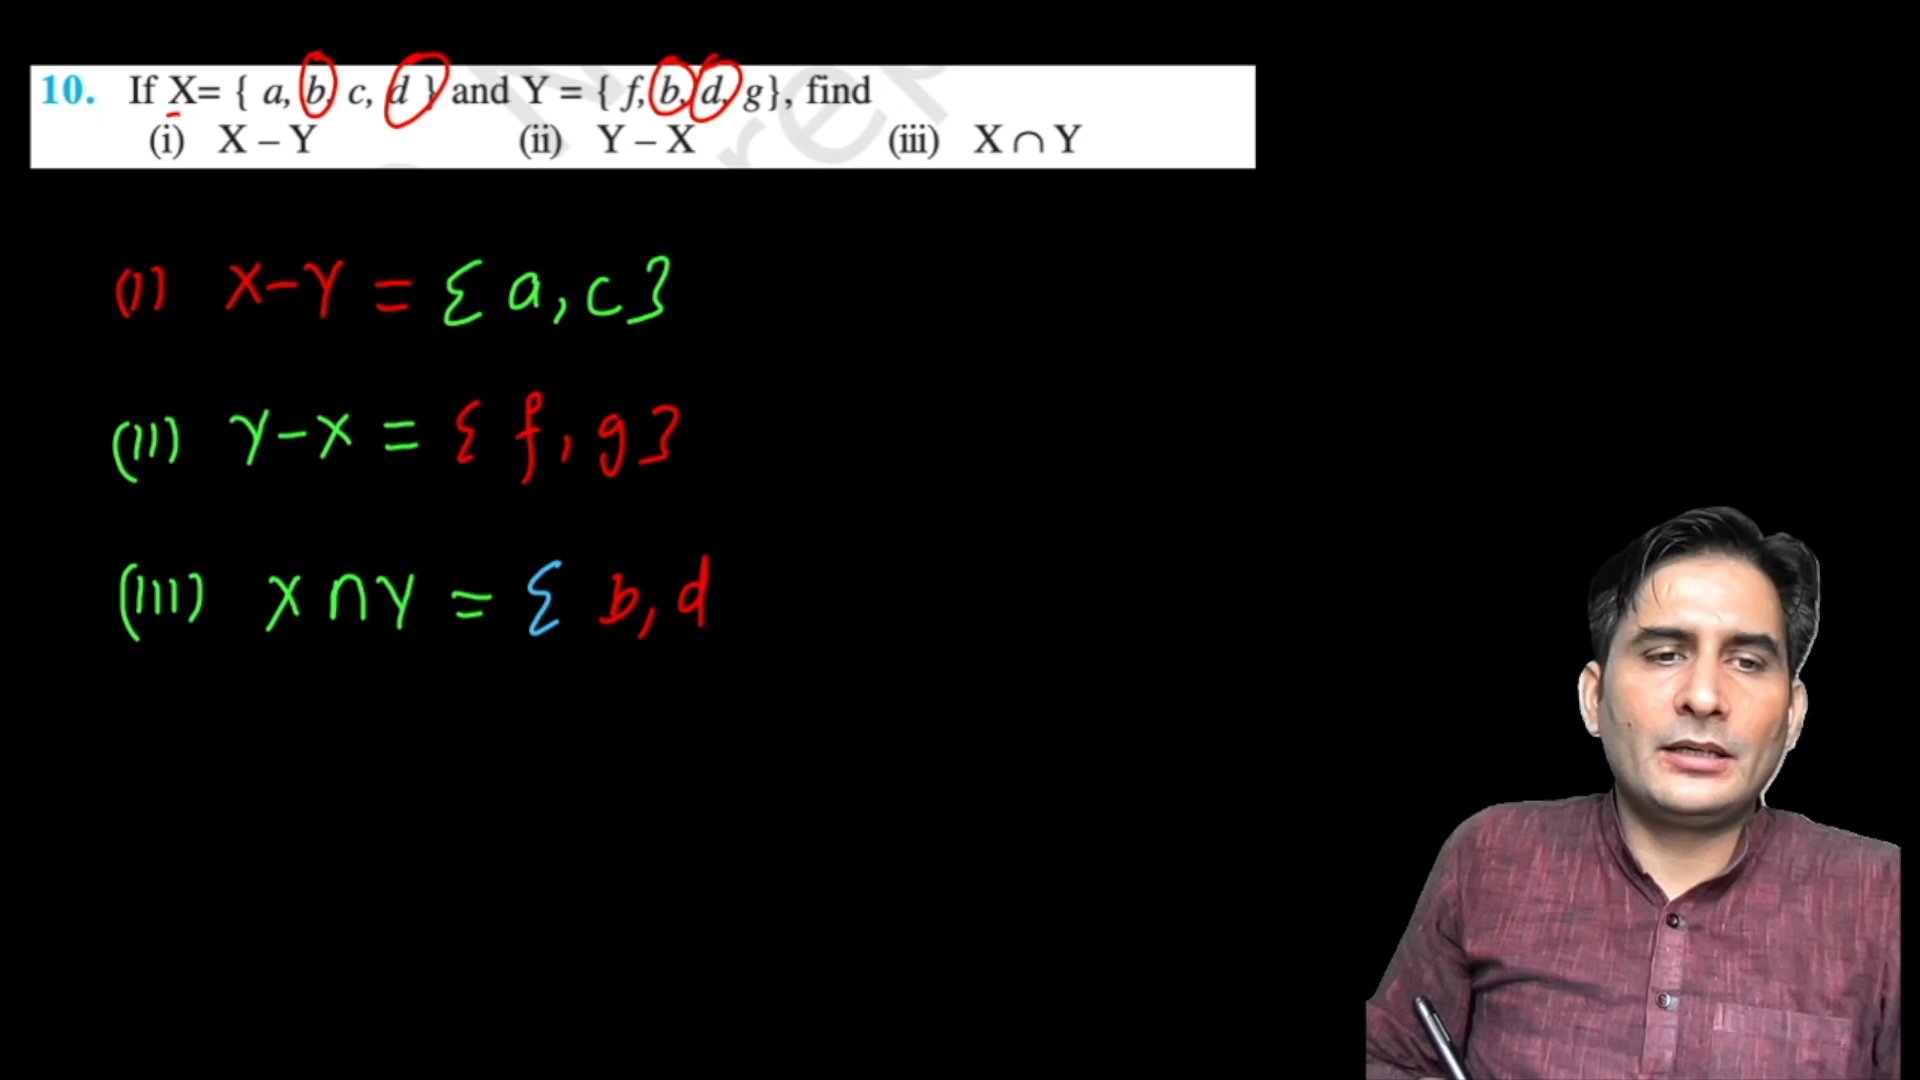 10. If X= { a, b, c, d } and Y = { f, b, d, g}, find
(i) X – Y (ii) Y – X (iii) X ∩ Y
(i) X-Y = { a, c}
(ii) Y-X = { f, g}
(iii) X ∩ Y = { b, d